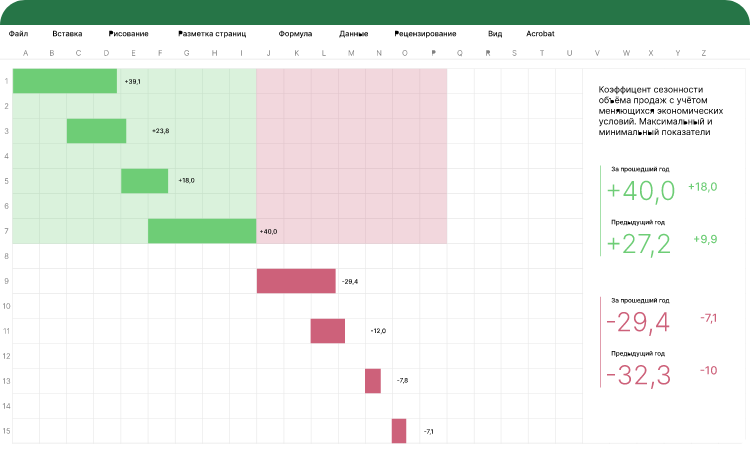 Файл Вставка Рисование Разметка страниц Формула Данные Рецензирование Вид Acrobat
A B C D E F G H I J K L M N O P Q R S T U V W X Y Z
1 +39,1
2
3 +23,8
4
5 +18,0
6
7 +40,0
8
9 -29,4
10
11 -12,0
12
13 -7,8
14
15 -7,1
Коэффицент сезонности
объёма продаж с учётом
меняющихся экономических
условий. Максимальный и
минимальный показатели
За прошедший год
+40,0 +18,0
Предыдущий год
+27,2 +9,9
За прошедший год
-29,4 -7,1
Предыдущий год
-32,3 -10